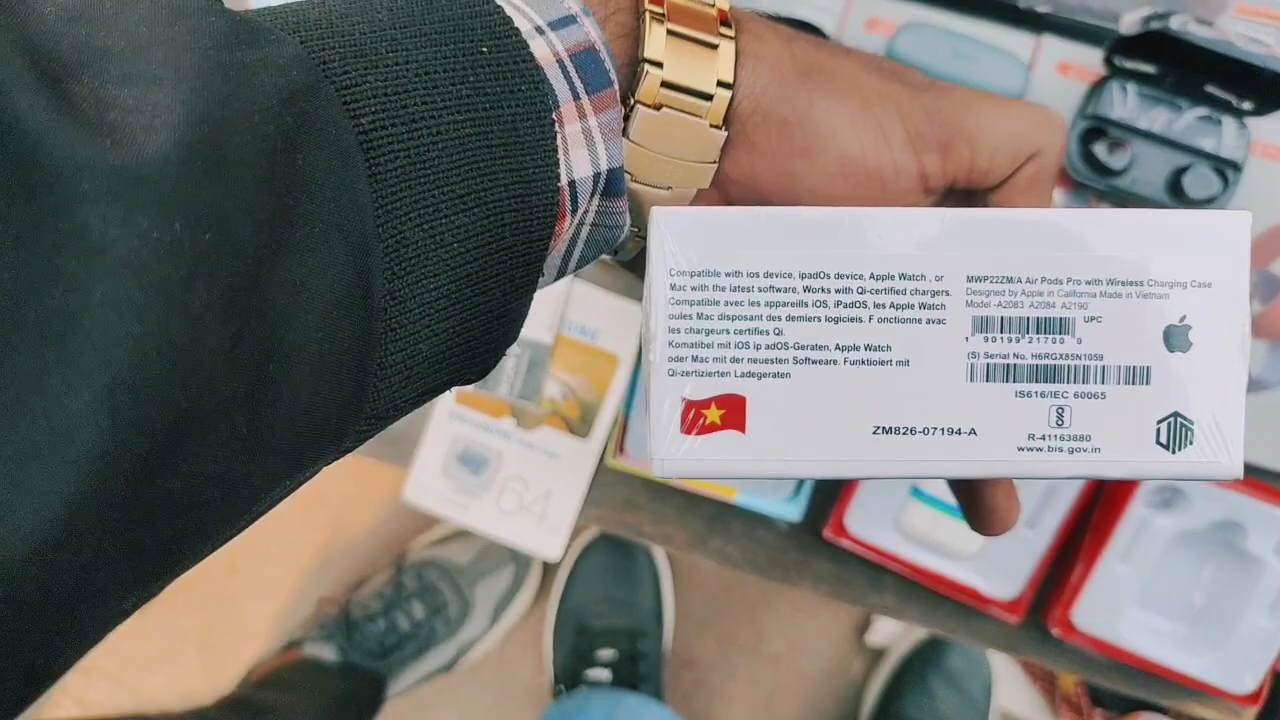 Compatible with ios device, ipadOs device, Apple Watch , or
Mac with the latest software, Works with Qi-certified chargers.
Compatible avec les appareills iOS, iPadOS, les Apple Watch
oules Mac disposant des demiers logicieis. F onctionne avec
les chargeurs certifies Qi.
Komatibel mit iOS ip adOS-Geraten, Apple Watch
oder Mac mit der neuesten Software. Funktioiert mit
Qi-zertizierten Ladegeraten
MWP22ZM/A Air Pods Pro with Wireless Charging Case
Designed by Apple in California Made in Vietnam
Model -A2083 A2084 A2190
UPC
1 90199 21700 0
(S) Serial No. H6RGX85N1059
IS616/IEC 60065
R-41163880
www.bis.gov.in
ZM826-07194-A
64